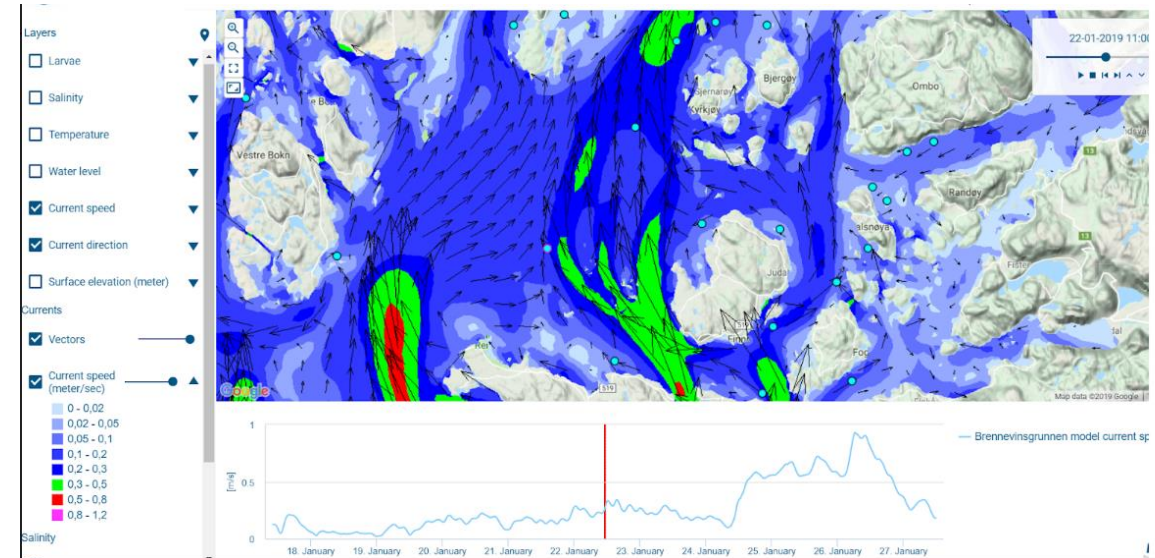 Layers
Larvae
Salinity
Temperature
Water level
Current speed
Current direction
Surface elevation (meter)
Currents
Vectors
Current speed
(meter/sec)
0 - 0,02
0,02 - 0,05
0,05 - 0,1
0,1 - 0,2
0,2 - 0,3
0,3 - 0,5
0,5 - 0,8
0,8 - 1,2
Salinity
22-01-2019 11:00
Vestre Bokn
Kyrkjøy
Bjergøy
Ombo
13
Randøy
alsnøya
13
Judal
519
Rer
519
Google
Map data ©2019 Google
1
0.5
0
[m/s]
18. January
19. January
20. January
21. January
22. January
23. January
24. January
25. January
26. January
27. January
Brennevinsgrunnen model current sp